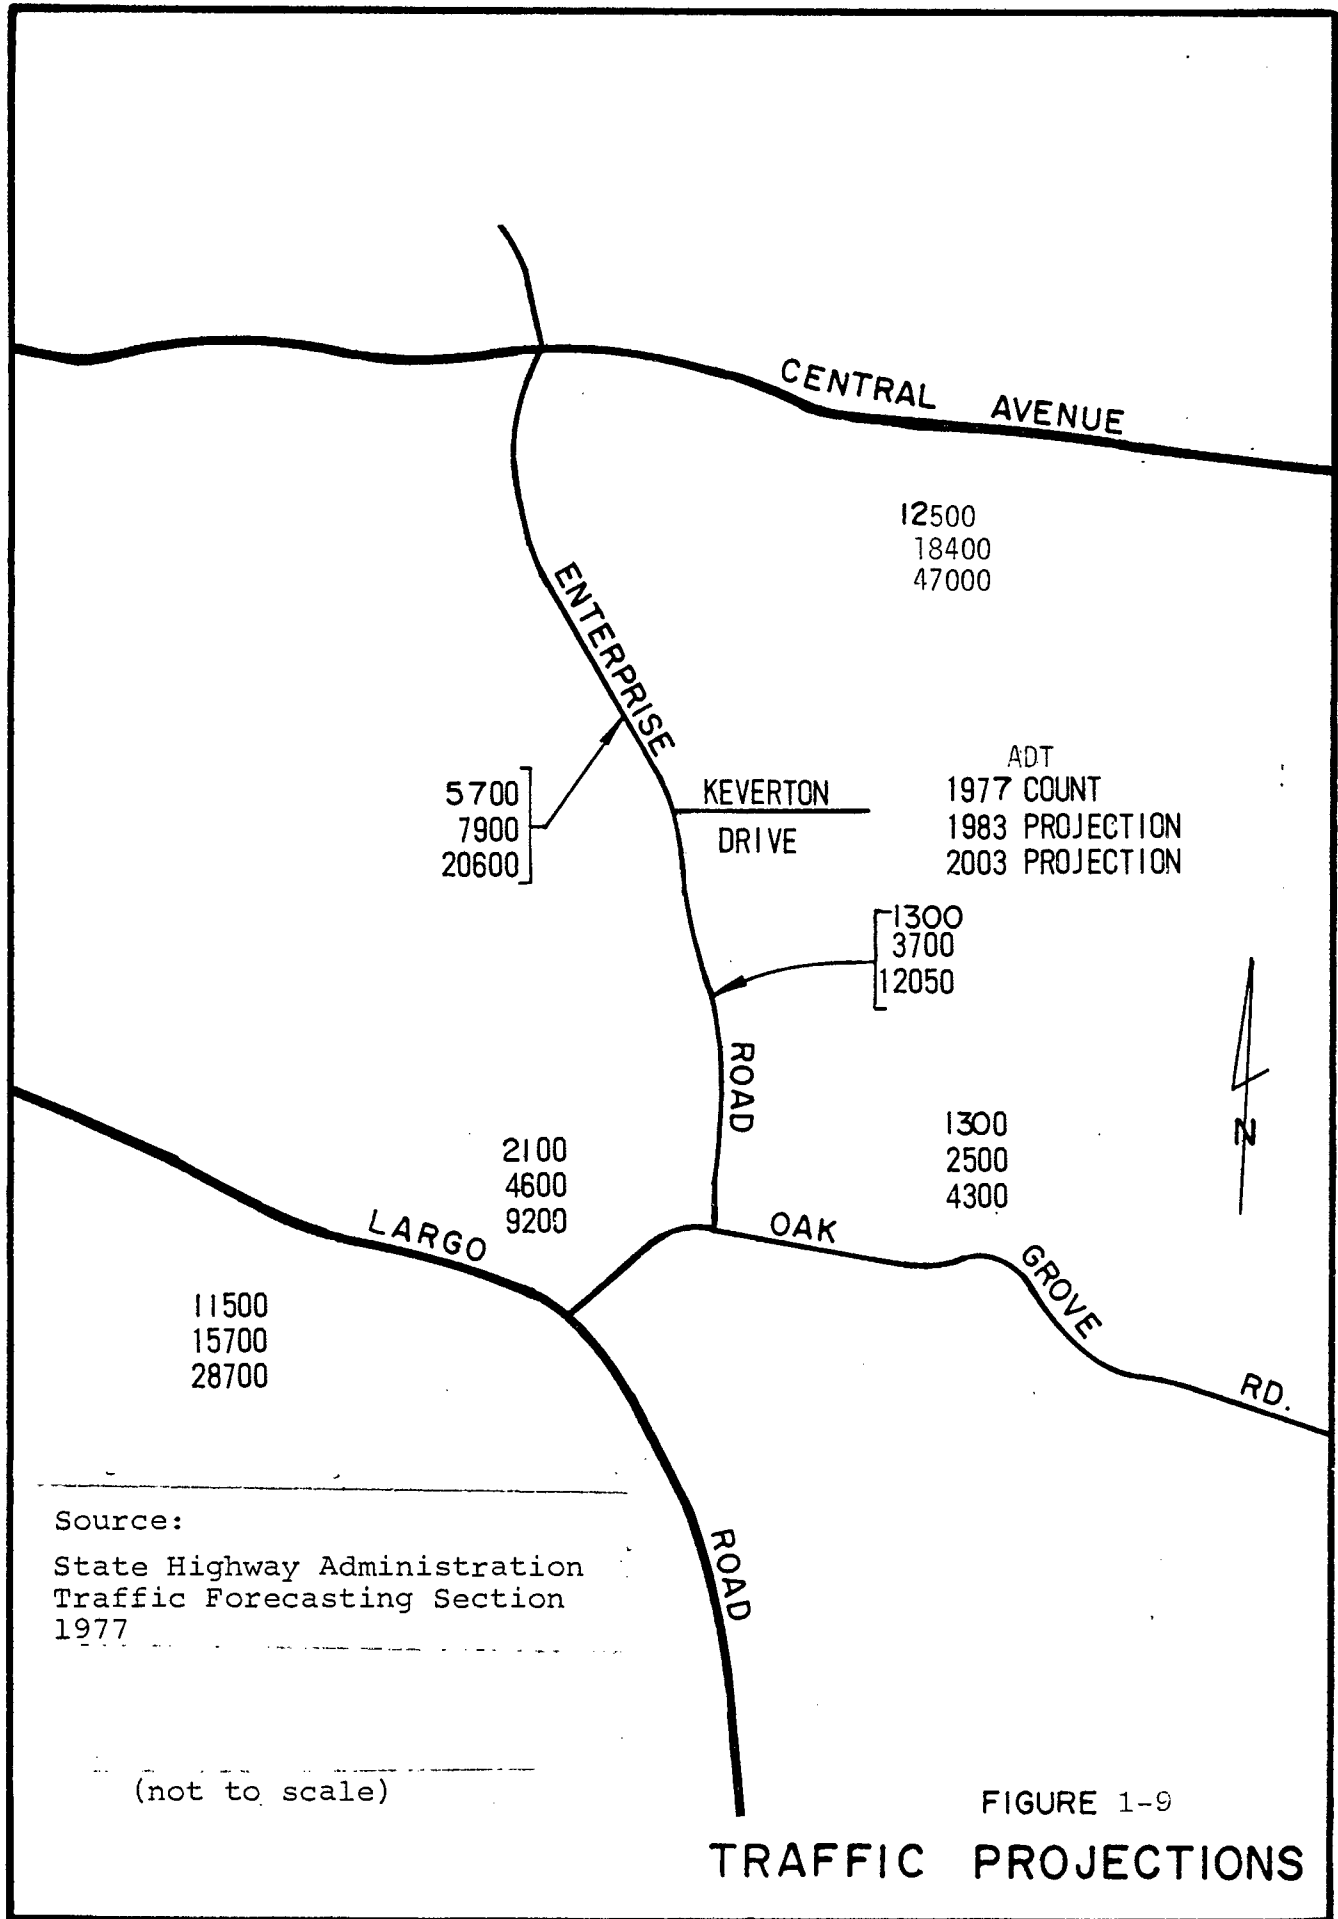 CENTRAL AVENUE
12500
18400
47000
ENTERPRISE
5700
7900
20600
KEVERTON
DRIVE
ADT
1977 COUNT
1983 PROJECTION
2003 PROJECTION
1300
3700
12050
ROAD
2100
4600
9200
1300
2500
4300
N
LARGO
OAK
GROVE
RD.
11500
15700
28700
ROAD
Source:
State Highway Administration
Traffic Forecasting Section
1977
(not to scale)
FIGURE 1-9
TRAFFIC PROJECTIONS